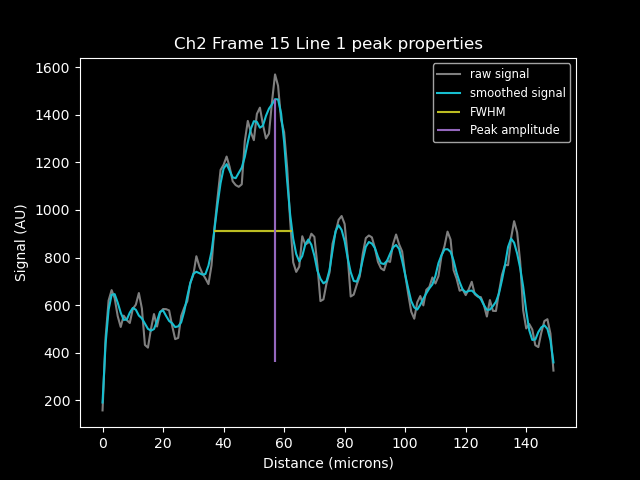 Ch2 Frame 15 Line 1 peak properties
raw signal
smoothed signal
FWHM
Peak amplitude
Signal (AU)
1600
1400
1200
1000
800
600
400
200
0 20 40 60 80 100 120 140
Distance (microns)